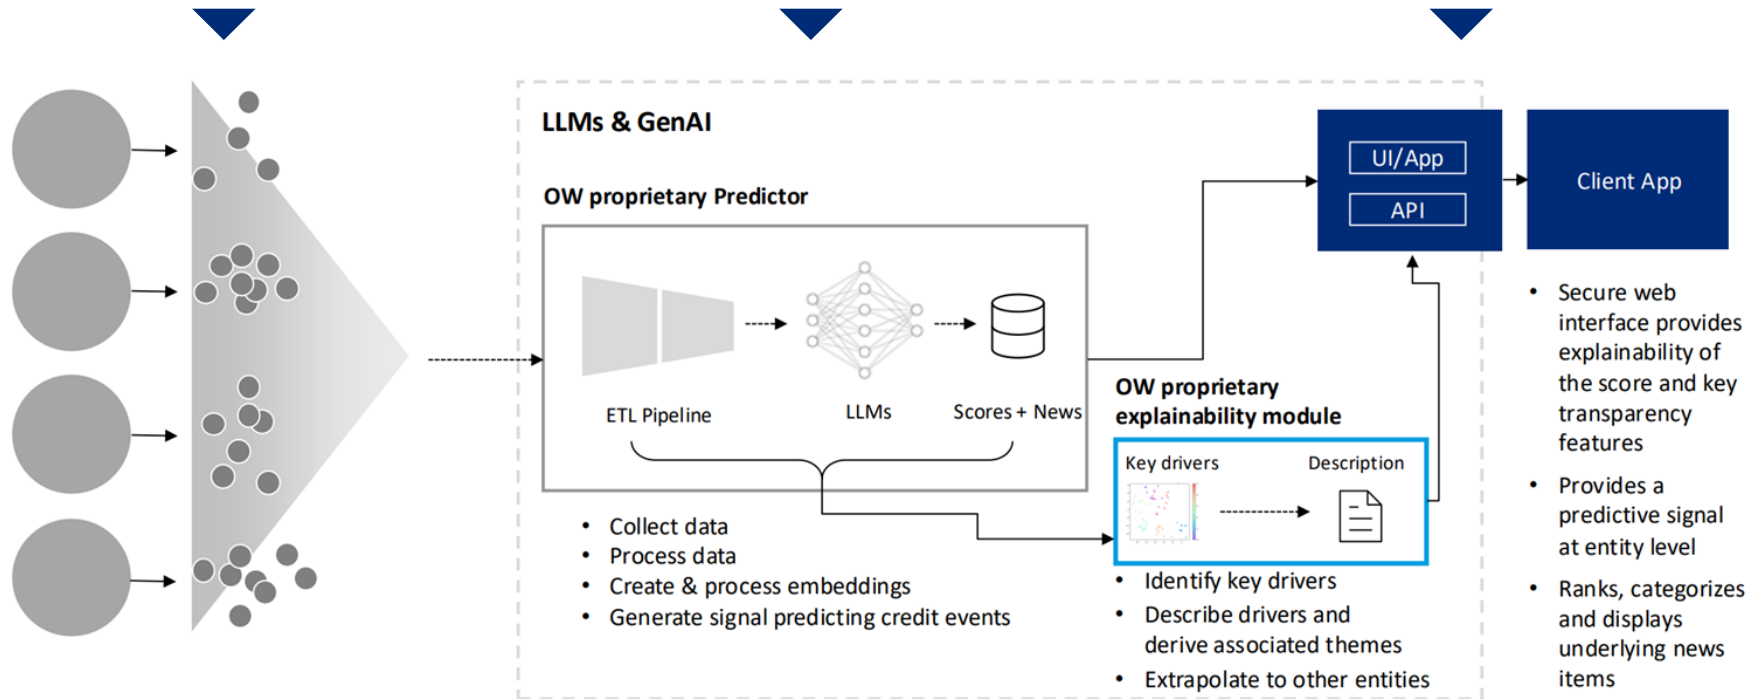 LLMs & GenAI
OW proprietary Predictor
ETL Pipeline
LLMs
Scores + News
• Collect data
• Process data
• Create & process embeddings
• Generate signal predicting credit events
OW proprietary
explainability module
Key drivers
Description
• Identify key drivers
• Describe drivers and
derive associated themes
• Extrapolate to other entities
UI/App
API
Client App
• Secure web
interface provides
explainability of
the score and key
transparency
features
• Provides a
predictive signal
at entity level
• Ranks, categorizes
and displays
underlying news
items